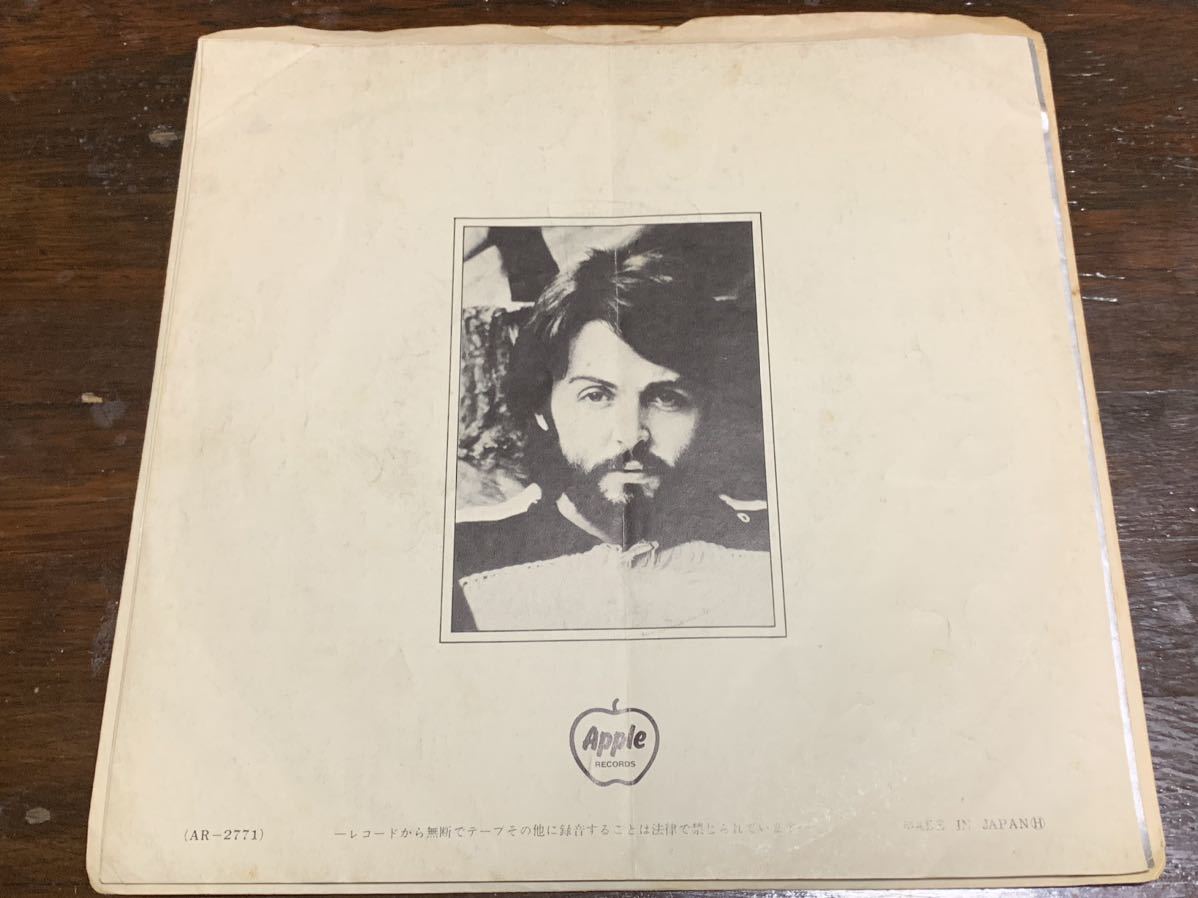 Apple
RECORDS
(AR-2771)
—レコードから無断でテープその他に録音することは法律で禁じられています—
MADE IN JAPAN(H)